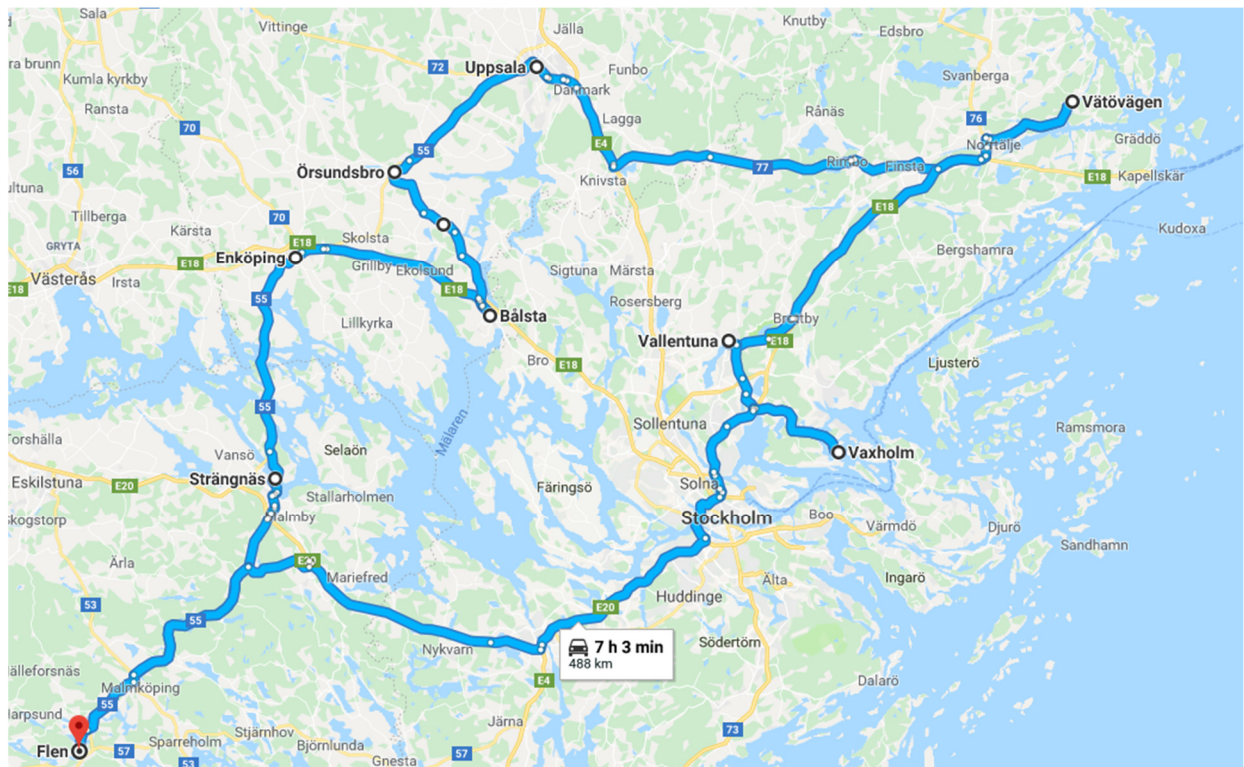 Sala
Vittinge
Jälla
Knutby
Edsbro
Uppsala
72
Funbo
Danmark
Svanberga
Kumla kyrkby
Ransta
Vätövägen
Rånäs
76
Lagga
Gräddö
70
55
E4
Norrtälje
56
Örsundsbro
77
Rimbo
Finsta
Knivsta
E18
Kapellskär
Tillberga
70
E18
Kärsta
Skolsta
Kudoxa
GRYTA
E18
Enköping
Grillby
Ekolsund
Sigtuna
Märsta
Bergshamra
Västerås
Irsta
E18
E18
E18
55
Rosersberg
Bålsta
Lillkyrka
Brottby
Vallentuna
E18
Bro
E18
Ljusterö
55
Mälaren
Sollentuna
Ramsmora
Torshälla
Vansö
Selaön
Vaxholm
Strängnäs
Eskilstuna
E20
Färingsö
Solna
Stallarholmen
Malmby
Stockholm
Boo
Värmdö
Djurö
Skogstorp
Sandhamn
Ärla
E20
Mariefred
Älta
Ingarö
53
Huddinge
E20
55
7 h 3 min
488 km
Södertörn
Nykvarn
E4
Dalarö
Hälleforsnäs
Malmköping
55
Harpsund
Järna
73
Stjärnhov
Sparreholm
Björnlunda
Flen
57
53
Gnesta
57